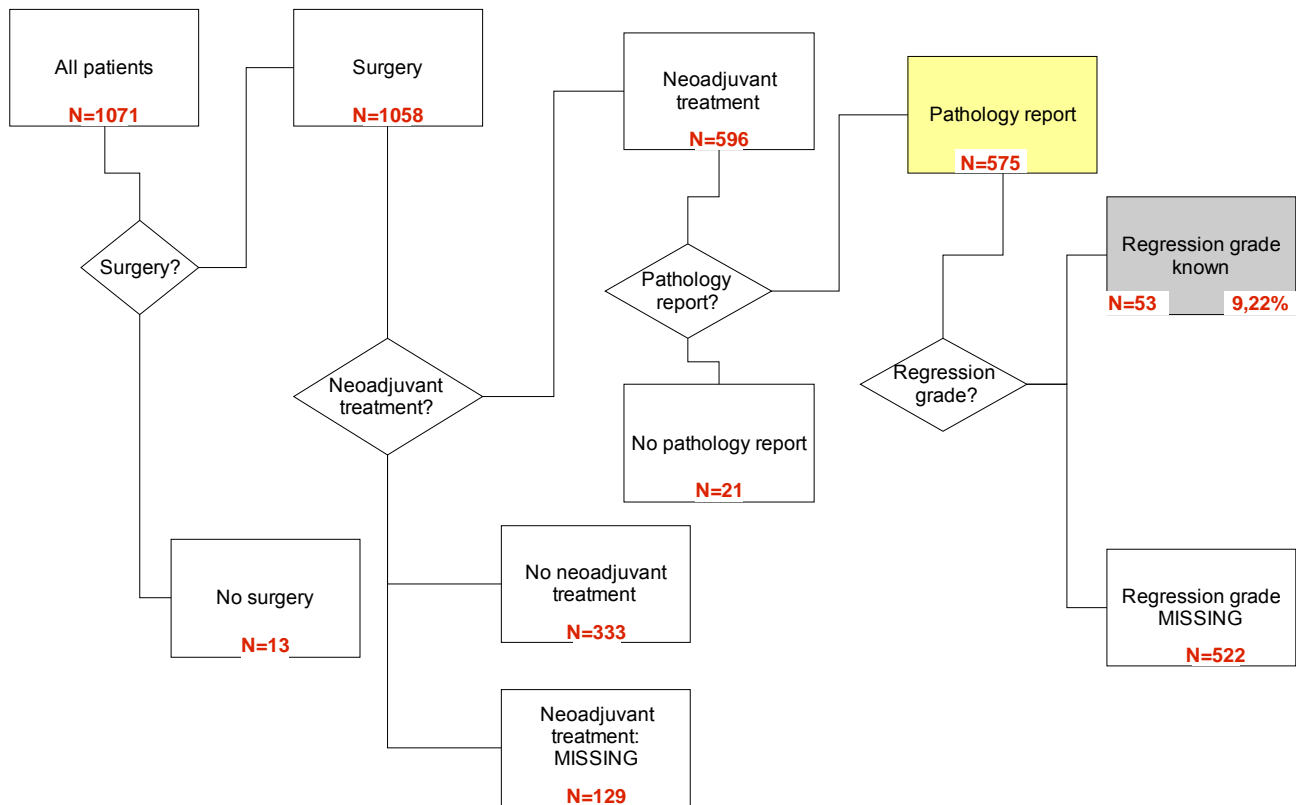 All patients
N=1071
Surgery?
No surgery
N=13
Surgery
N=1058
Neoadjuvant
treatment?
No neoadjuvant
treatment
N=333
Neoadjuvant
treatment:
MISSING
N=129
Neoadjuvant
treatment
N=596
Pathology
report?
No pathology report
N=21
Pathology report
N=575
Regression
grade?
Regression grade
known
N=53 9,22%
Regression grade
MISSING
N=522